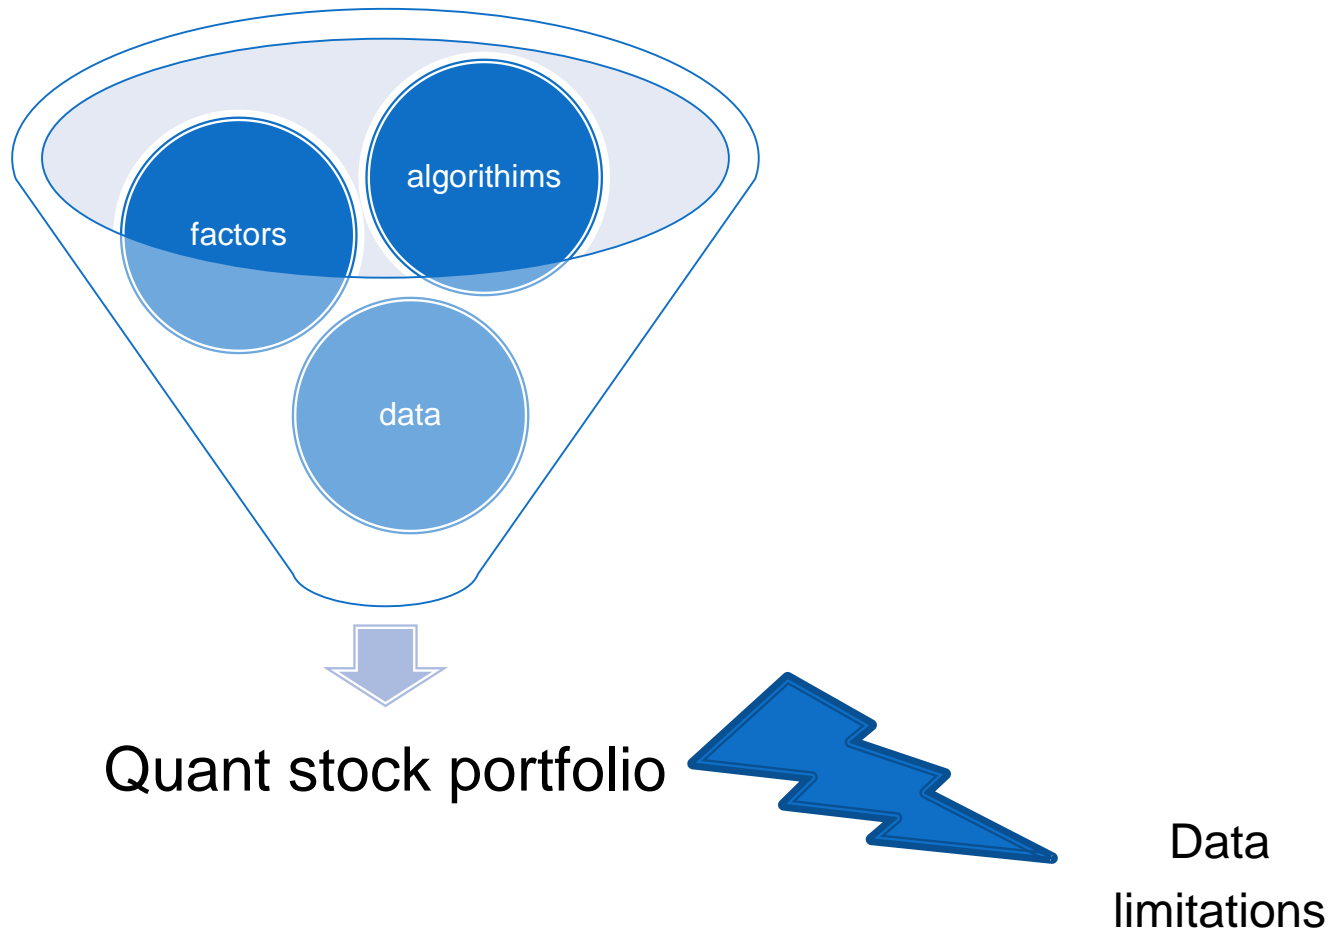 algorithims
factors
data
Quant stock portfolio
Data
limitations